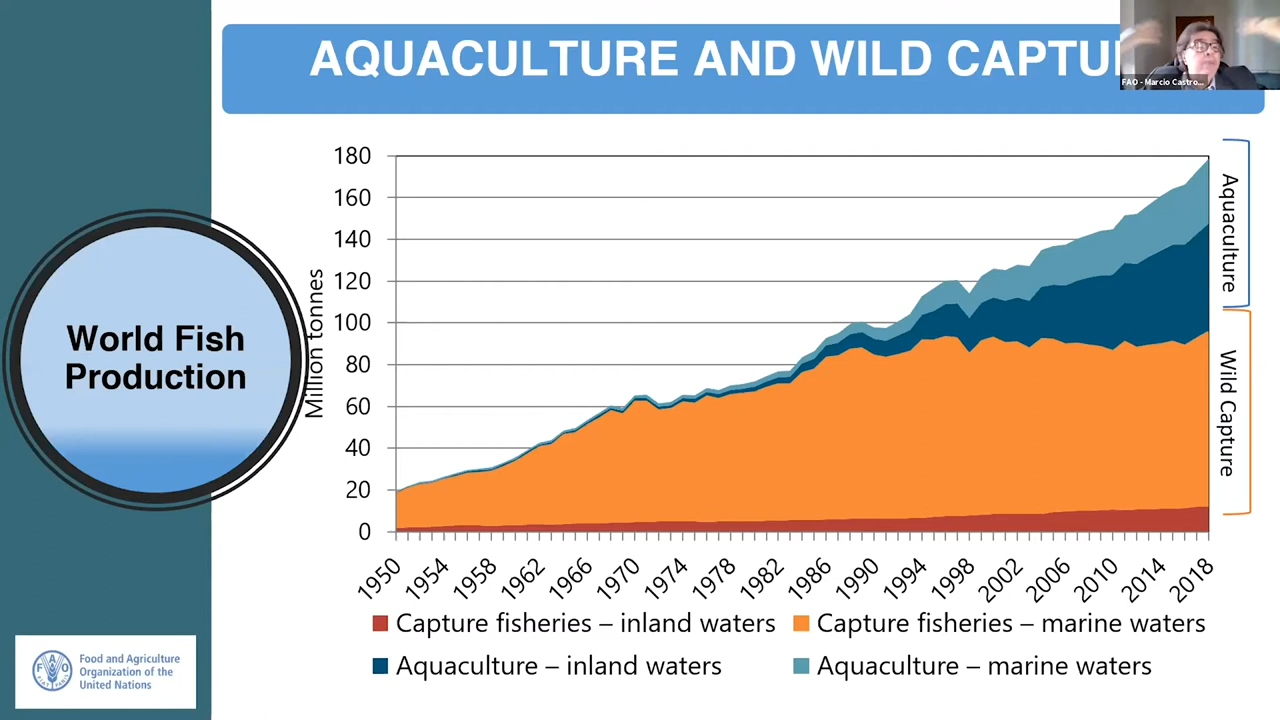 AQUACULTURE AND WILD CAPTU
FAO - Marcio Castro...
World Fish
Production
Million tonnes
180
160
140
120
100
80
60
40
20
0
1950
1954
1958
1962
1966
1970
1974
1978
1982
1986
1990
1994
1998
2002
2006
2010
2014
2018
Aquaculture
Wild Capture
Capture fisheries – inland waters
Capture fisheries – marine waters
Aquaculture – inland waters
Aquaculture – marine waters
Food and Agriculture
Organization of the
United Nations